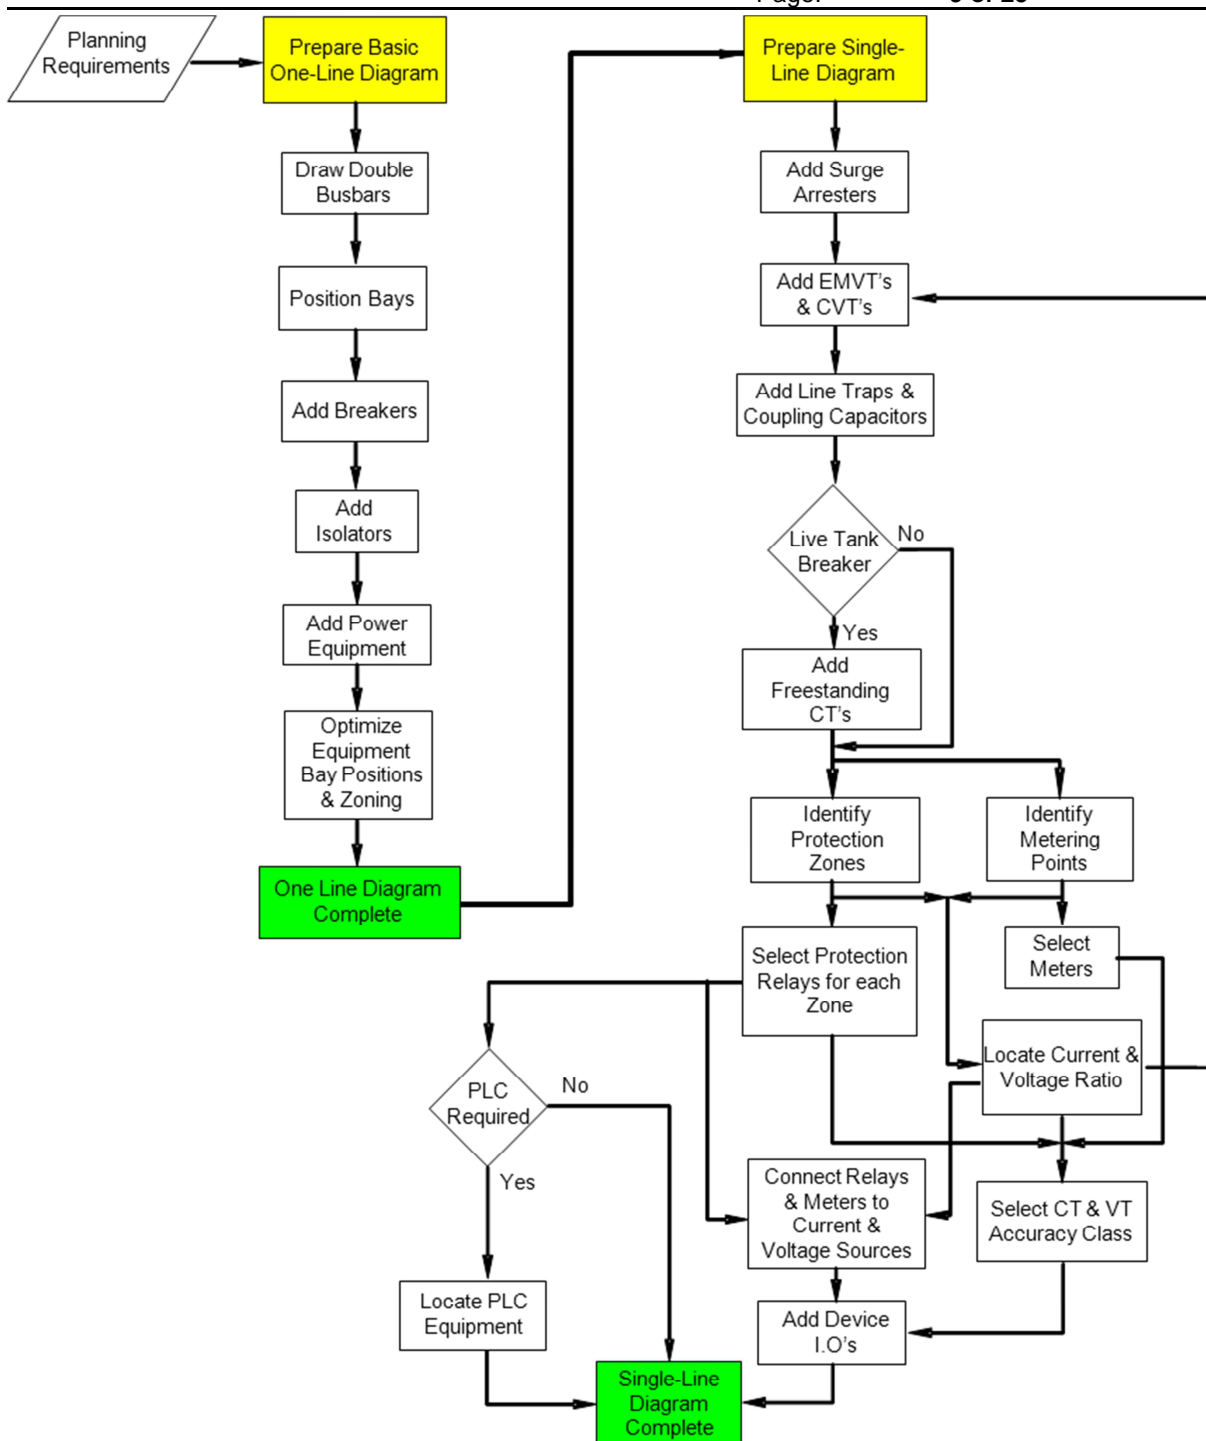 Page: 5 of 25
Planning
Requirements
Prepare Basic
One-Line Diagram
Draw Double
Busbars
Position Bays
Add Breakers
Add
Isolators
Add Power
Equipment
Optimize
Equipment
Bay Positions
& Zoning
One Line Diagram
Complete
Prepare Single-
Line Diagram
Add Surge
Arresters
Add EMVT's
& CVT's
Add Line Traps &
Coupling Capacitors
Live Tank
Breaker
No
Yes
Add
Freestanding
CT's
Identify
Protection
Zones
Identify
Metering
Points
Select Protection
Relays for each
Zone
Select
Meters
Locate Current &
Voltage Ratio
PLC
Required
No
Yes
Connect Relays
& Meters to
Current &
Voltage Sources
Select CT & VT
Accuracy Class
Locate PLC
Equipment
Add Device
I.O's
Single-Line
Diagram
Complete